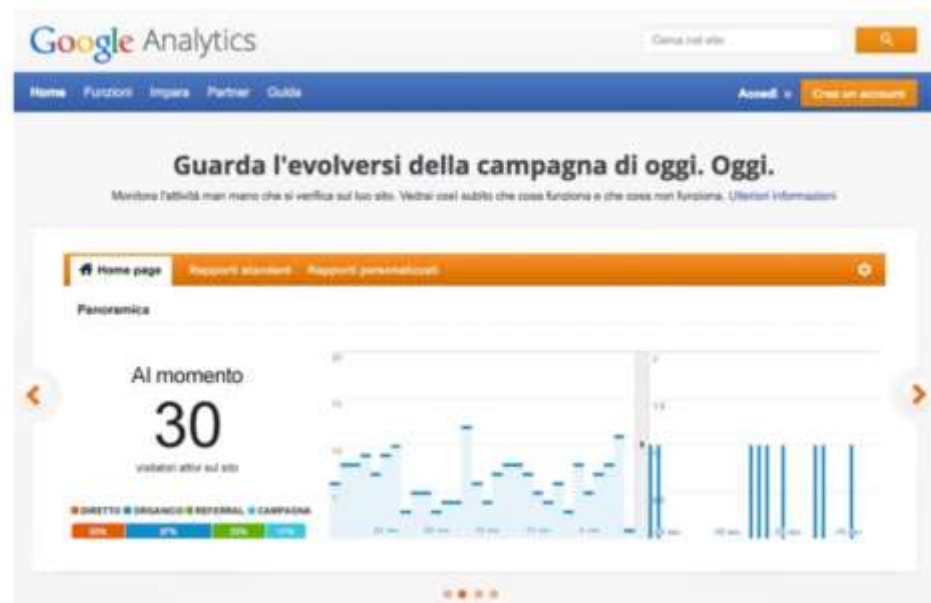 Google Analytics
Cerca nel sito
Home Funzioni Impara Partner Guida
Accedi o Crea un account
Guarda l'evolversi della campagna di oggi. Oggi.
Monitora l'attività man mano che si verifica sul tuo sito. Vedrai così subito che cosa funziona e che cosa non funziona. Ulteriori informazioni
Home page Rapporti standard Rapporti personalizzati
Panoramica
Al momento
30
visitatori attivi sul sito
DIRETTO ORGANICO REFERRAL CAMPAGNA